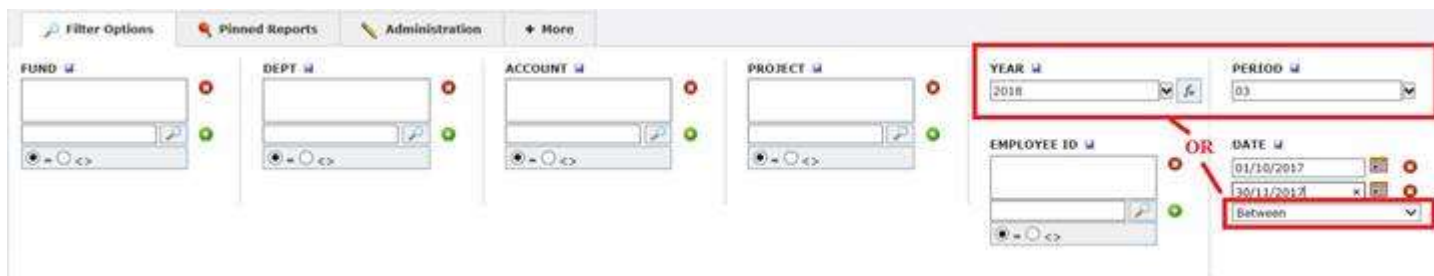 Filter Options Pinned Reports Administration + More
FUND DEPT ACCOUNT PROJECT YEAR PERIOD
2018 fx 03
= <> = <> = <> = <>
EMPLOYEE ID OR DATE
01/10/2017
30/11/2017 x
Between
= <>